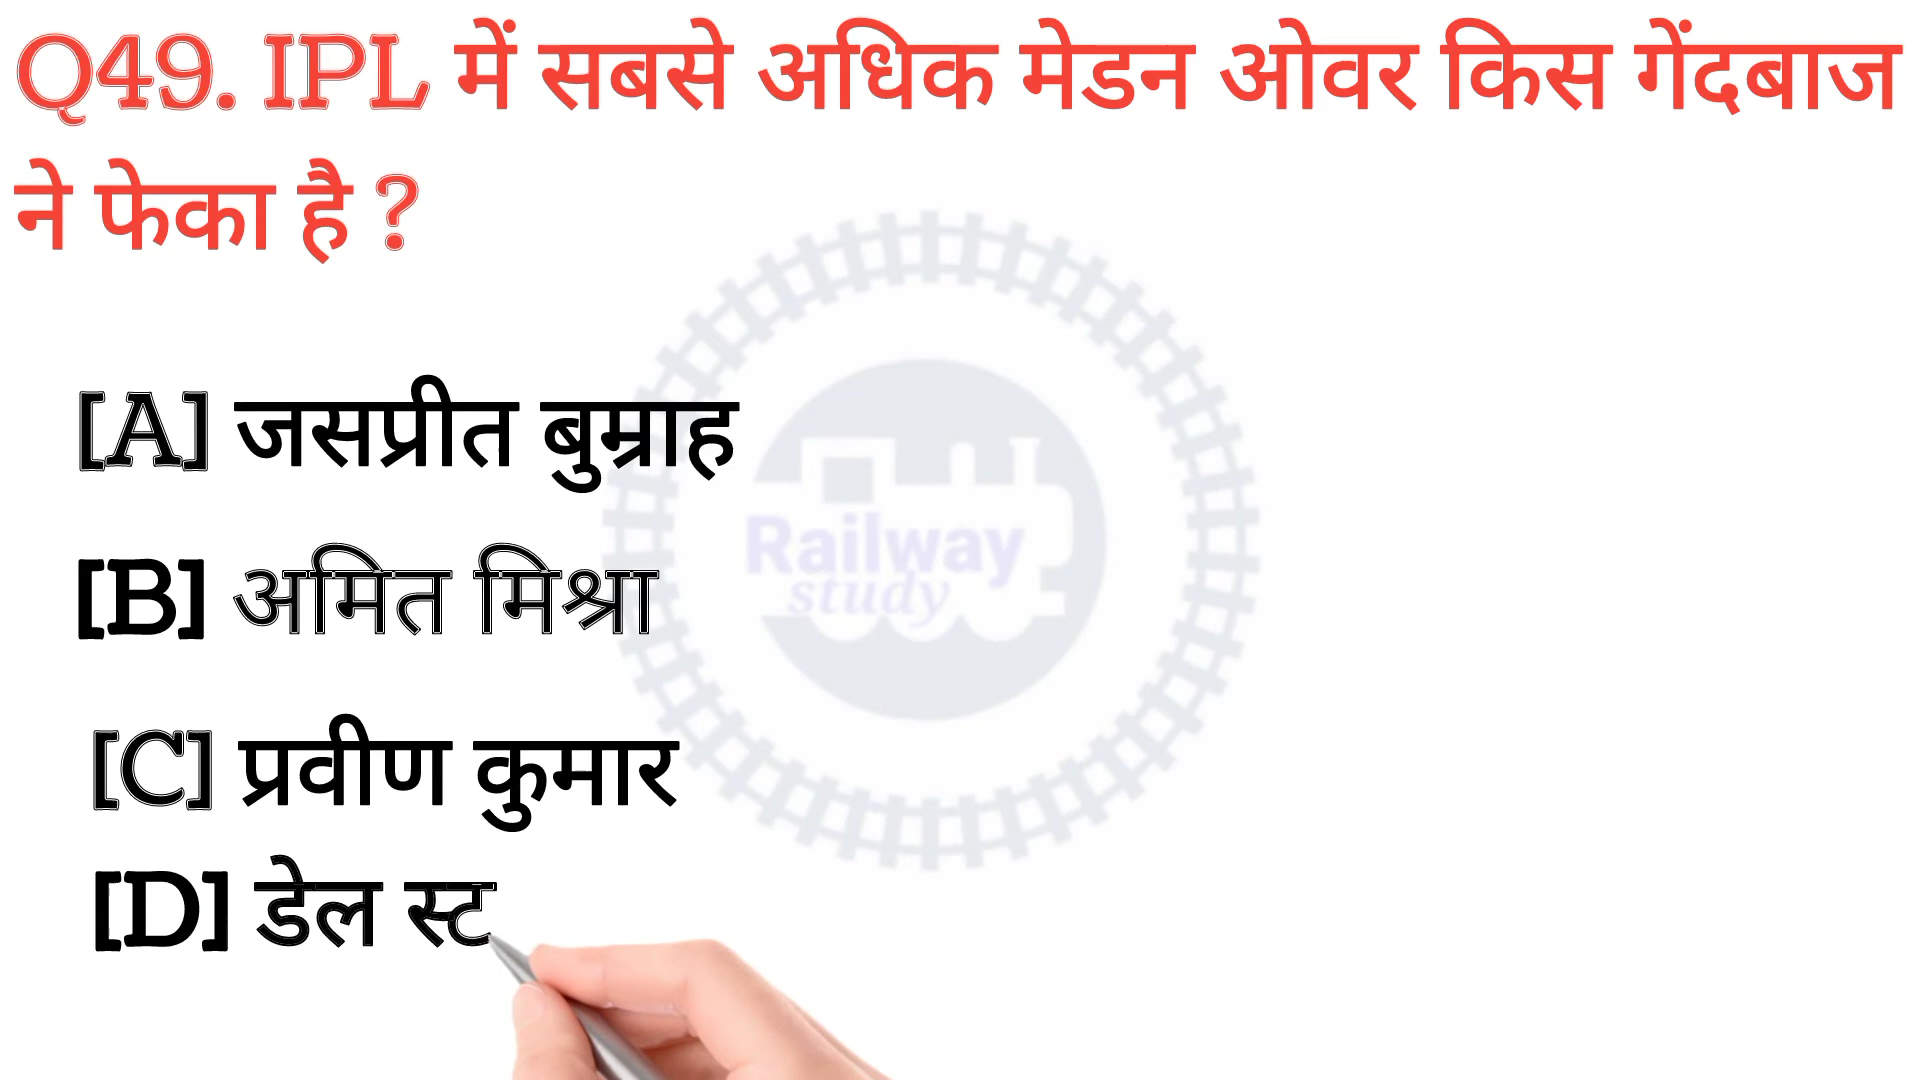 Q49. IPL में सबसे अधिक मेडन ओवर किस गेंदबाज
ने फेका है ?
[A] जसप्रीत बुम्राह
[B] अमित मिश्रा
Railway
study
[C] प्रवीण कुमार
[D] डेल स्ट